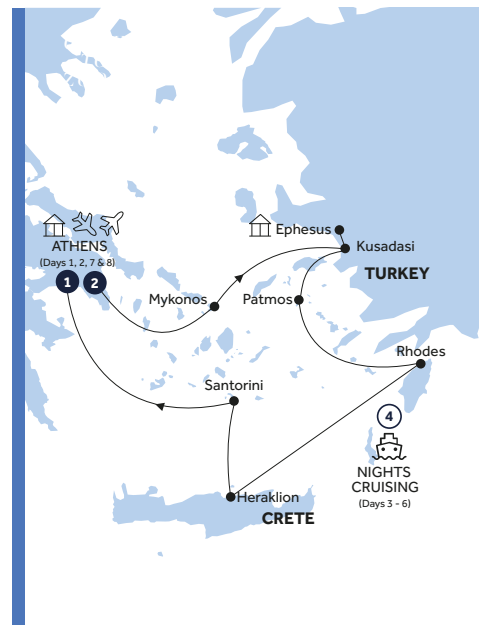 ATHENS
(Days 1, 2, 7 & 8)
1
2
Ephesus
Kusadasi
TURKEY
Mykonos
Patmos
Rhodes
Santorini
4
NIGHTS
CRUISING
(Days 3 - 6)
Heraklion
CRETE